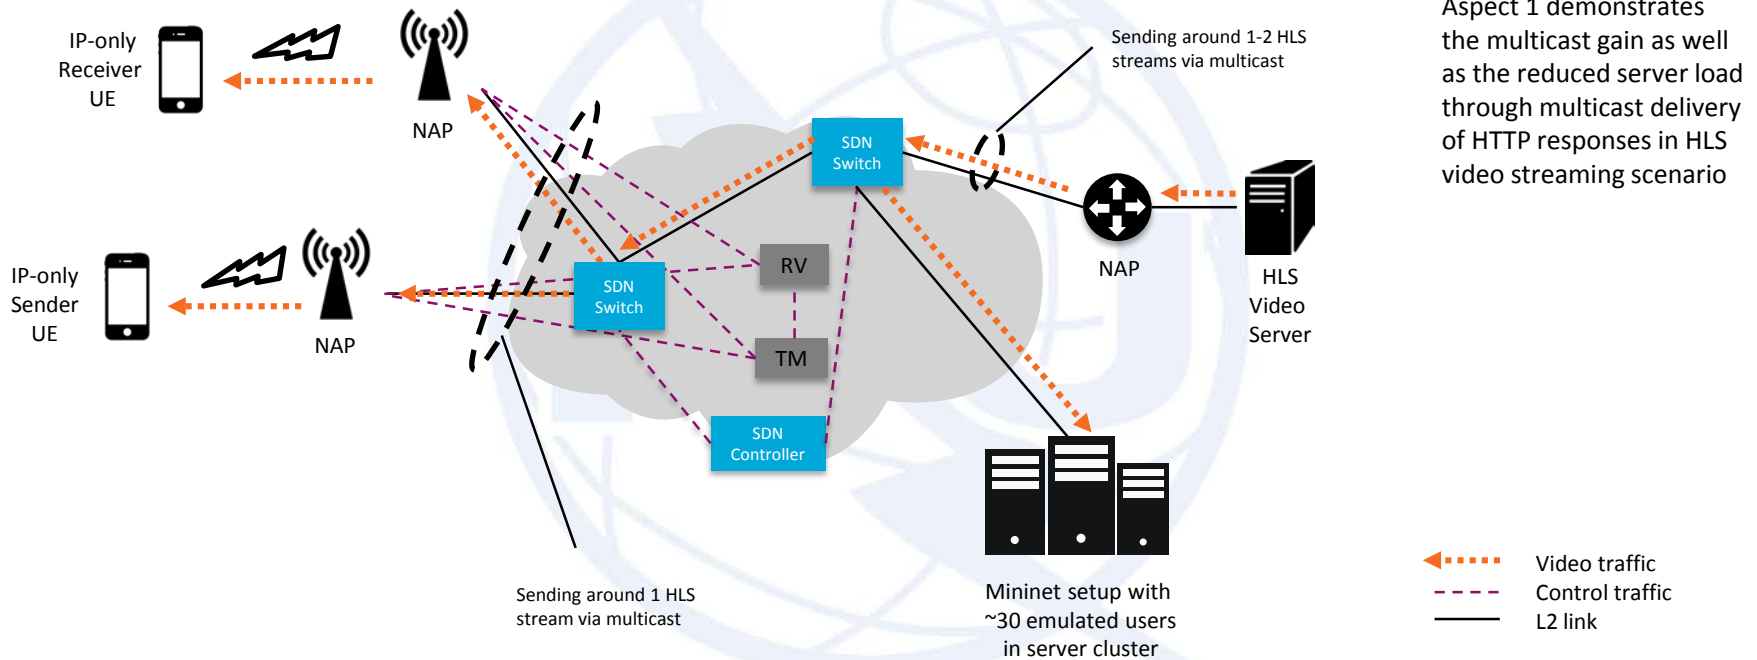 Aspect 1 demonstrates
the multicast gain as well
as the reduced server load
through multicast delivery
of HTTP responses in HLS
video streaming scenario
IP-only
Receiver
UE
NAP
Sending around 1-2 HLS
streams via multicast
SDN
Switch
NAP
HLS
Video
Server
IP-only
Sender
UE
NAP
SDN
Switch
RV
TM
SDN
Controller
Sending around 1 HLS
stream via multicast
Mininet setup with
~30 emulated users
in server cluster
Video traffic
Control traffic
L2 link